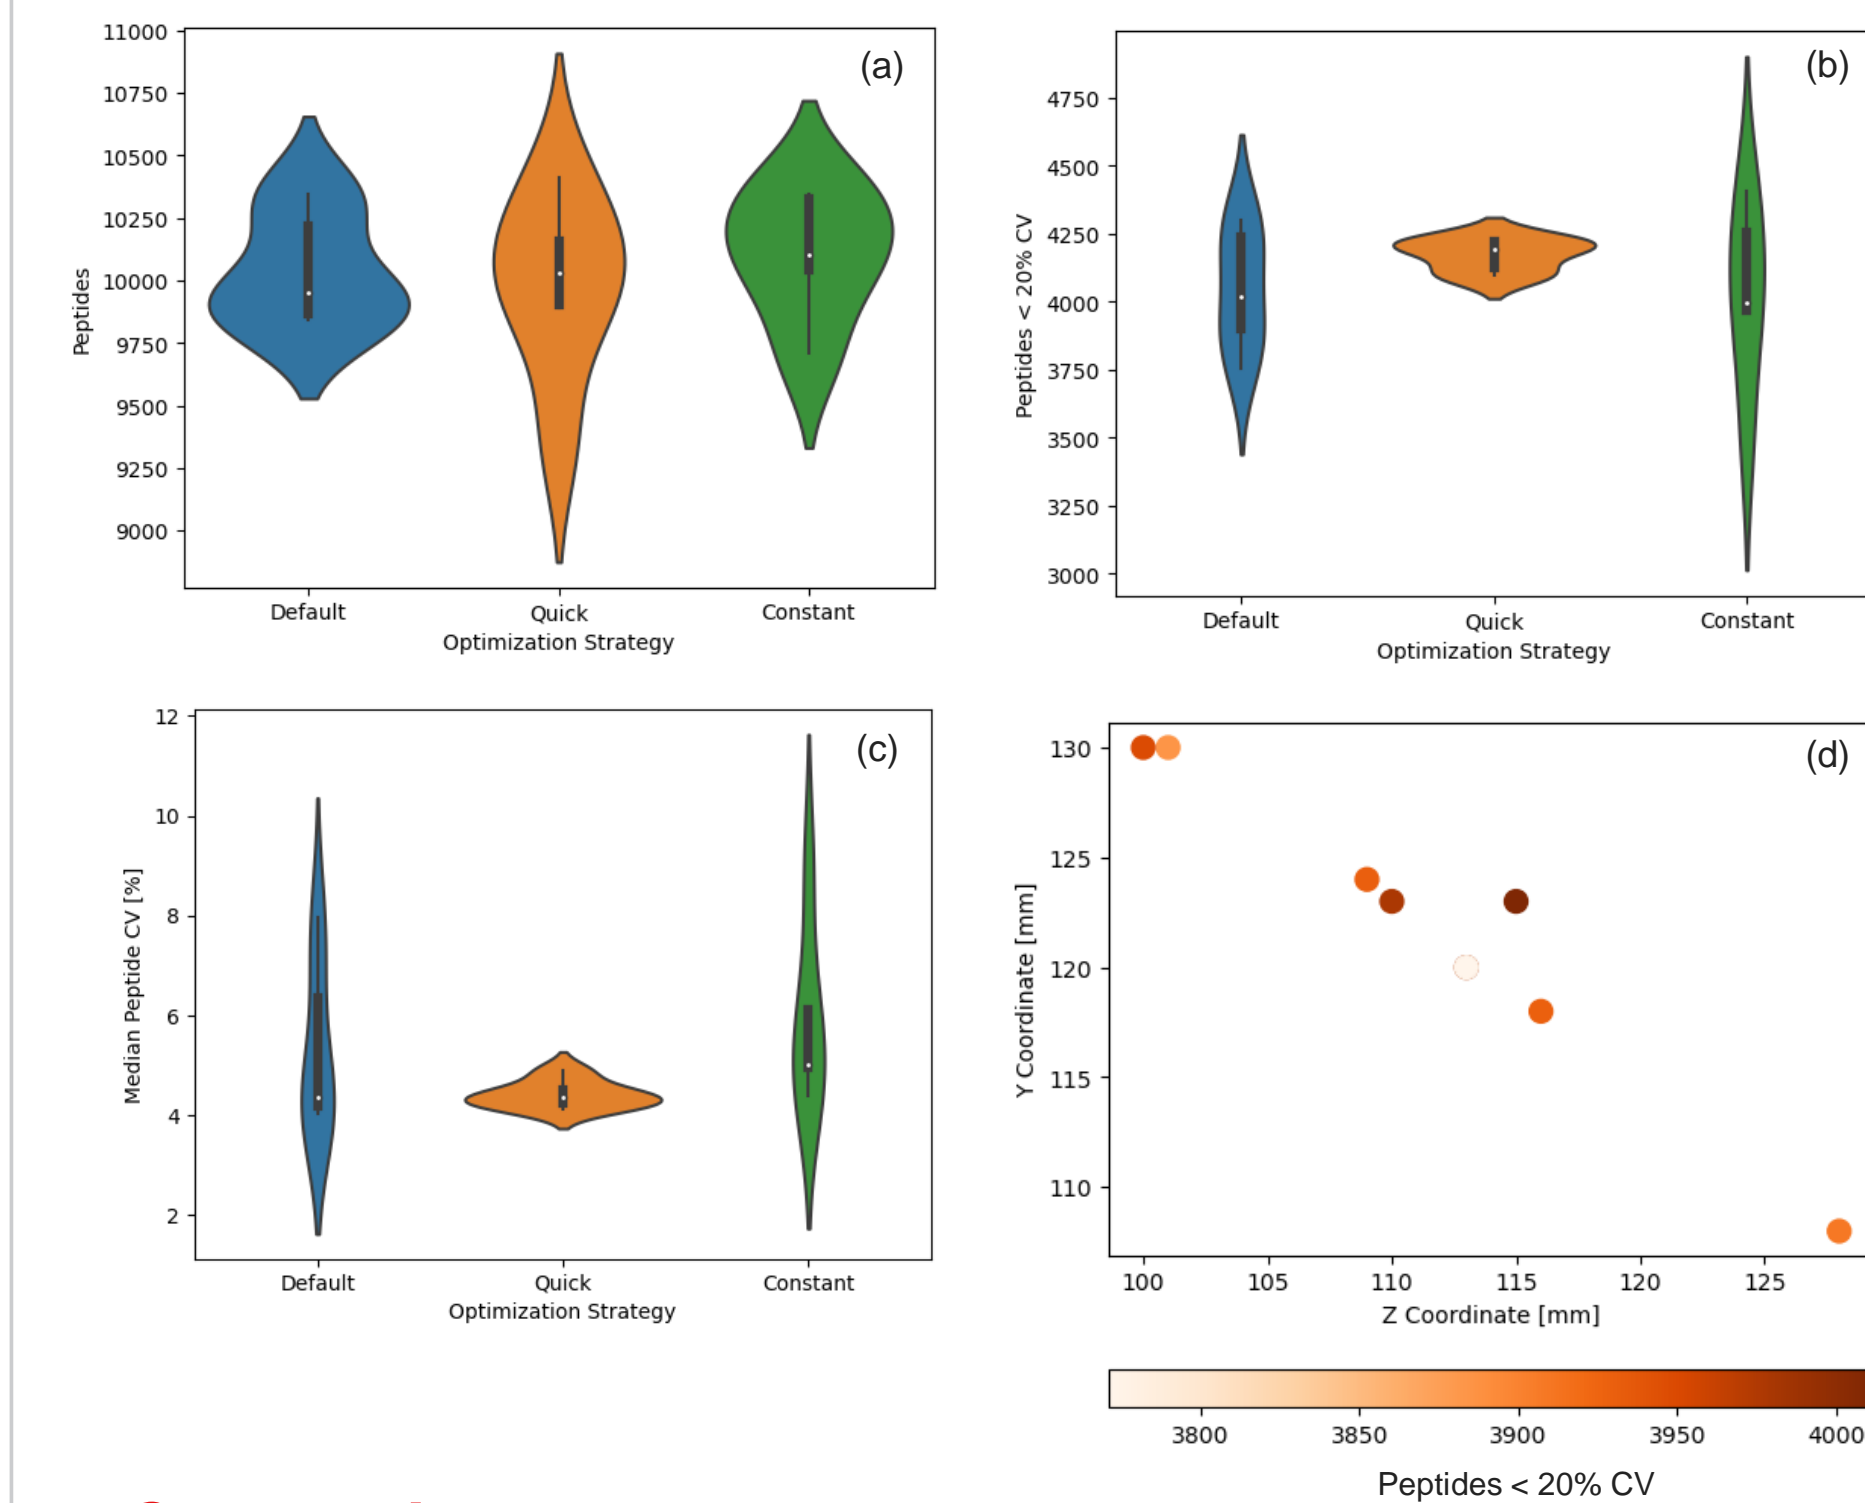 (a)
11000
10750
10500
10250
10000
9750
9500
9250
9000
Peptides
Default Quick Constant
Optimization Strategy
(b)
4750
4500
4250
4000
3750
3500
3250
3000
Peptides < 20% CV
Default Quick Constant
Optimization Strategy
(c)
12
10
8
6
4
2
Median Peptide CV [%]
Default Quick Constant
Optimization Strategy
(d)
130
125
120
115
110
Y Coordinate [mm]
100 105 110 115 120 125
Z Coordinate [mm]
3800 3850 3900 3950 4000
Peptides < 20% CV